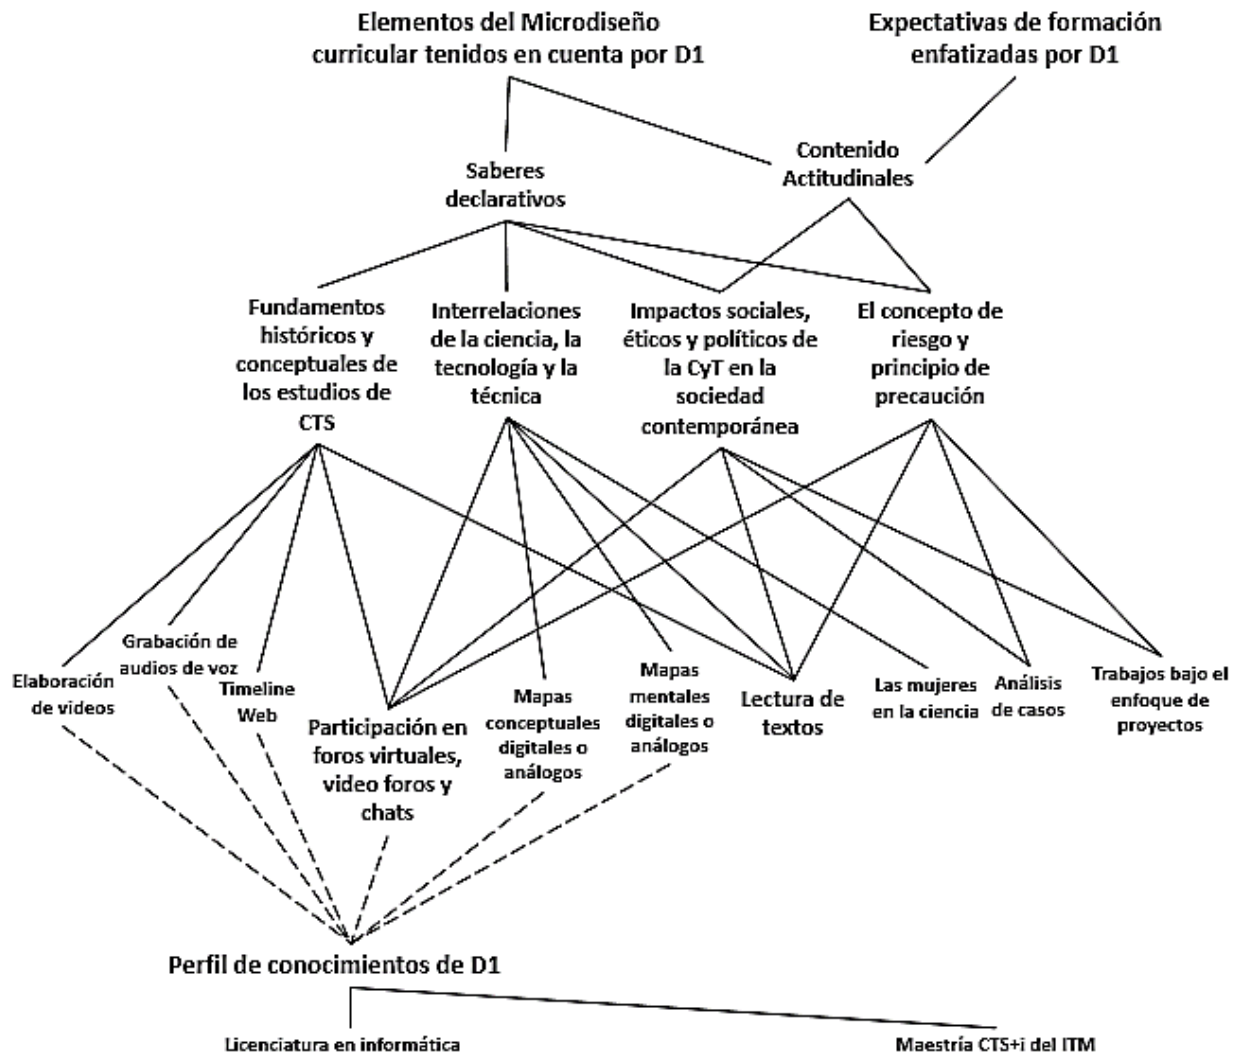 Elementos del Microdiseño
curricular tenidos en cuenta por D1
Expectativas de formación
enfatizadas por D1
Saberes
declarativos
Contenido
Actitudinales
Fundamentos
históricos y
conceptuales de
los estudios de
CTS
Interrelaciones
de la ciencia, la
tecnología y la
técnica
Impactos sociales,
éticos y políticos de
la CyT en la
sociedad
contemporánea
El concepto de
riesgo y
principio de
precaución
Elaboración
de videos
Grabación de
audios de voz
Timeline
Web
Participación en
foros virtuales,
video foros y
chats
Mapas
conceptuales
digitales o
análogos
Mapas
mentales
digitales o
análogos
Lectura de
textos
Las mujeres
en la ciencia
Análisis
de casos
Trabajos bajo el
enfoque de
proyectos
Perfil de conocimientos de D1
Licenciatura en informática
Maestría CTS+i del ITM